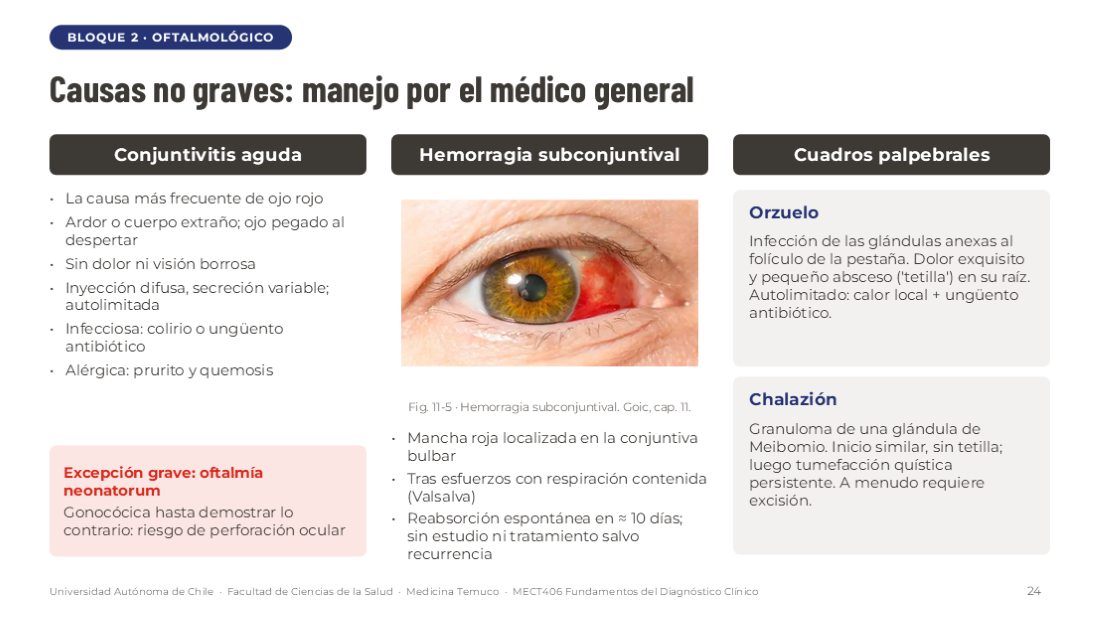 BLOQUE 2 · OFTALMOLÓGICO
Causas no graves: manejo por el médico general
Conjuntivitis aguda
• La causa más frecuente de ojo rojo
• Ardor o cuerpo extraño; ojo pegado al
despertar
• Sin dolor ni visión borrosa
• Inyección difusa, secreción variable;
autolimitada
• Infecciosa: colirio o ungüento
antibiótico
• Alérgica: prurito y quemosis
Excepción grave: oftalmía
neonatorum
Gonocócica hasta demostrar lo
contrario: riesgo de perforación ocular
Hemorragia subconjuntival
Fig. 11-5 · Hemorragia subconjuntival. Goic, cap. 11.
• Mancha roja localizada en la conjuntiva
bulbar
• Tras esfuerzos con respiración contenida
(Valsalva)
• Reabsorción espontánea en ≈ 10 días;
sin estudio ni tratamiento salvo
recurrencia
Cuadros palpebrales
Orzuelo
Infección de las glándulas anexas al
folículo de la pestaña. Dolor exquisito
y pequeño absceso ('tetilla') en su raíz.
Autolimitado: calor local + ungüento
antibiótico.
Chalazión
Granuloma de una glándula de
Meibomio. Inicio similar, sin tetilla;
luego tumefacción quística
persistente. A menudo requiere
excisión.
Universidad Autónoma de Chile · Facultad de Ciencias de la Salud · Medicina Temuco · MECT406 Fundamentos del Diagnóstico Clínico
24